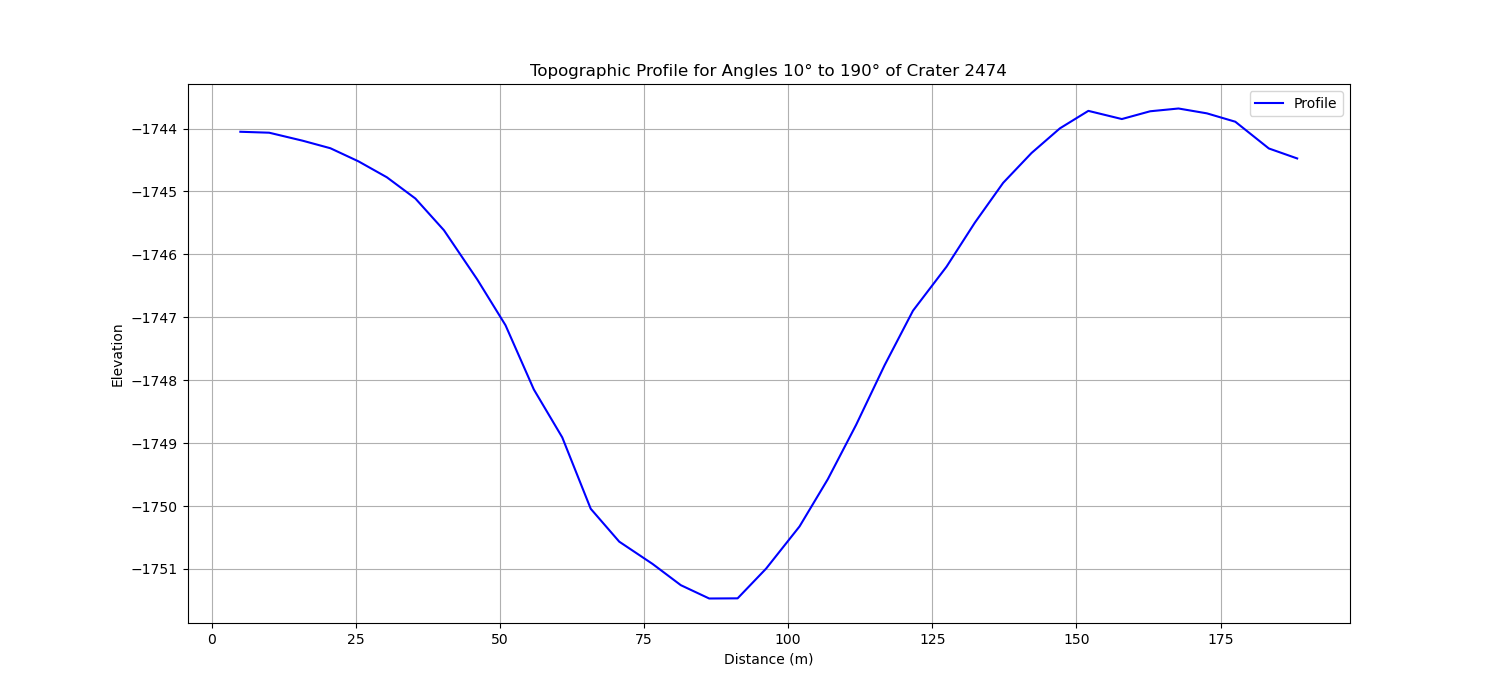 Topographic Profile for Angles 10° to 190° of Crater 2474
Profile
−1744
−1745
−1746
−1747
−1748
−1749
−1750
−1751
Elevation
0 25 50 75 100 125 150 175
Distance (m)